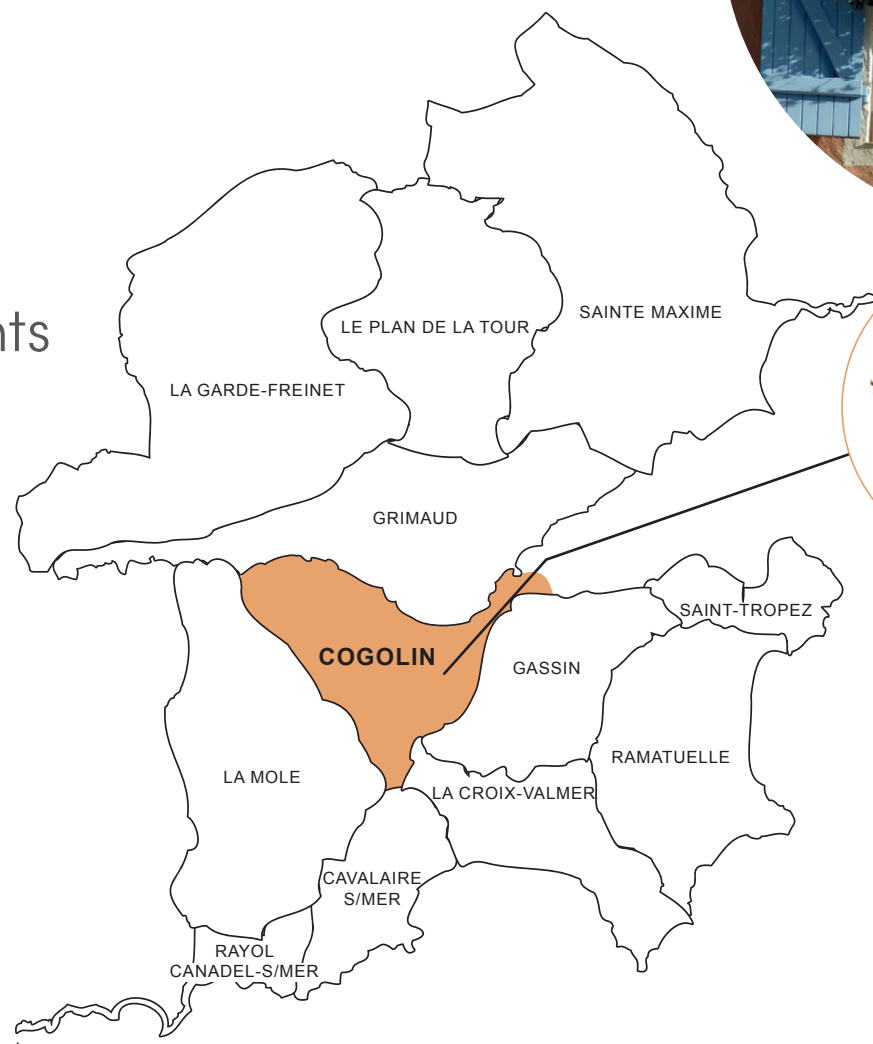 SAINTE MAXIME
LE PLAN DE LA TOUR
LA GARDE-FREINET
GRIMAUD
SAINT-TROPEZ
COGOLIN
GASSIN
RAMATUELLE
LA MOLE
LA CROIX-VALMER
CAVALAIRE
S/MER
RAYOL
CANADEL-S/MER